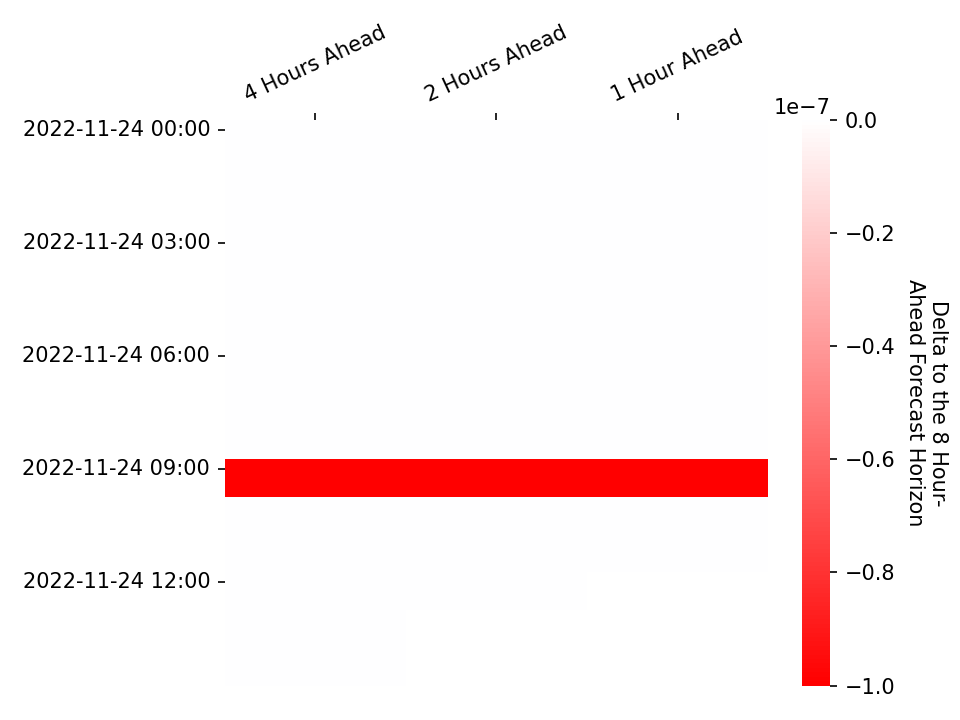 4 Hours Ahead
2 Hours Ahead
1 Hour Ahead
2022-11-24 00:00
2022-11-24 03:00
2022-11-24 06:00
2022-11-24 09:00
2022-11-24 12:00
1e−7
0.0
−0.2
−0.4
−0.6
−0.8
−1.0
Delta to the 8 Hour-
Ahead Forecast Horizon